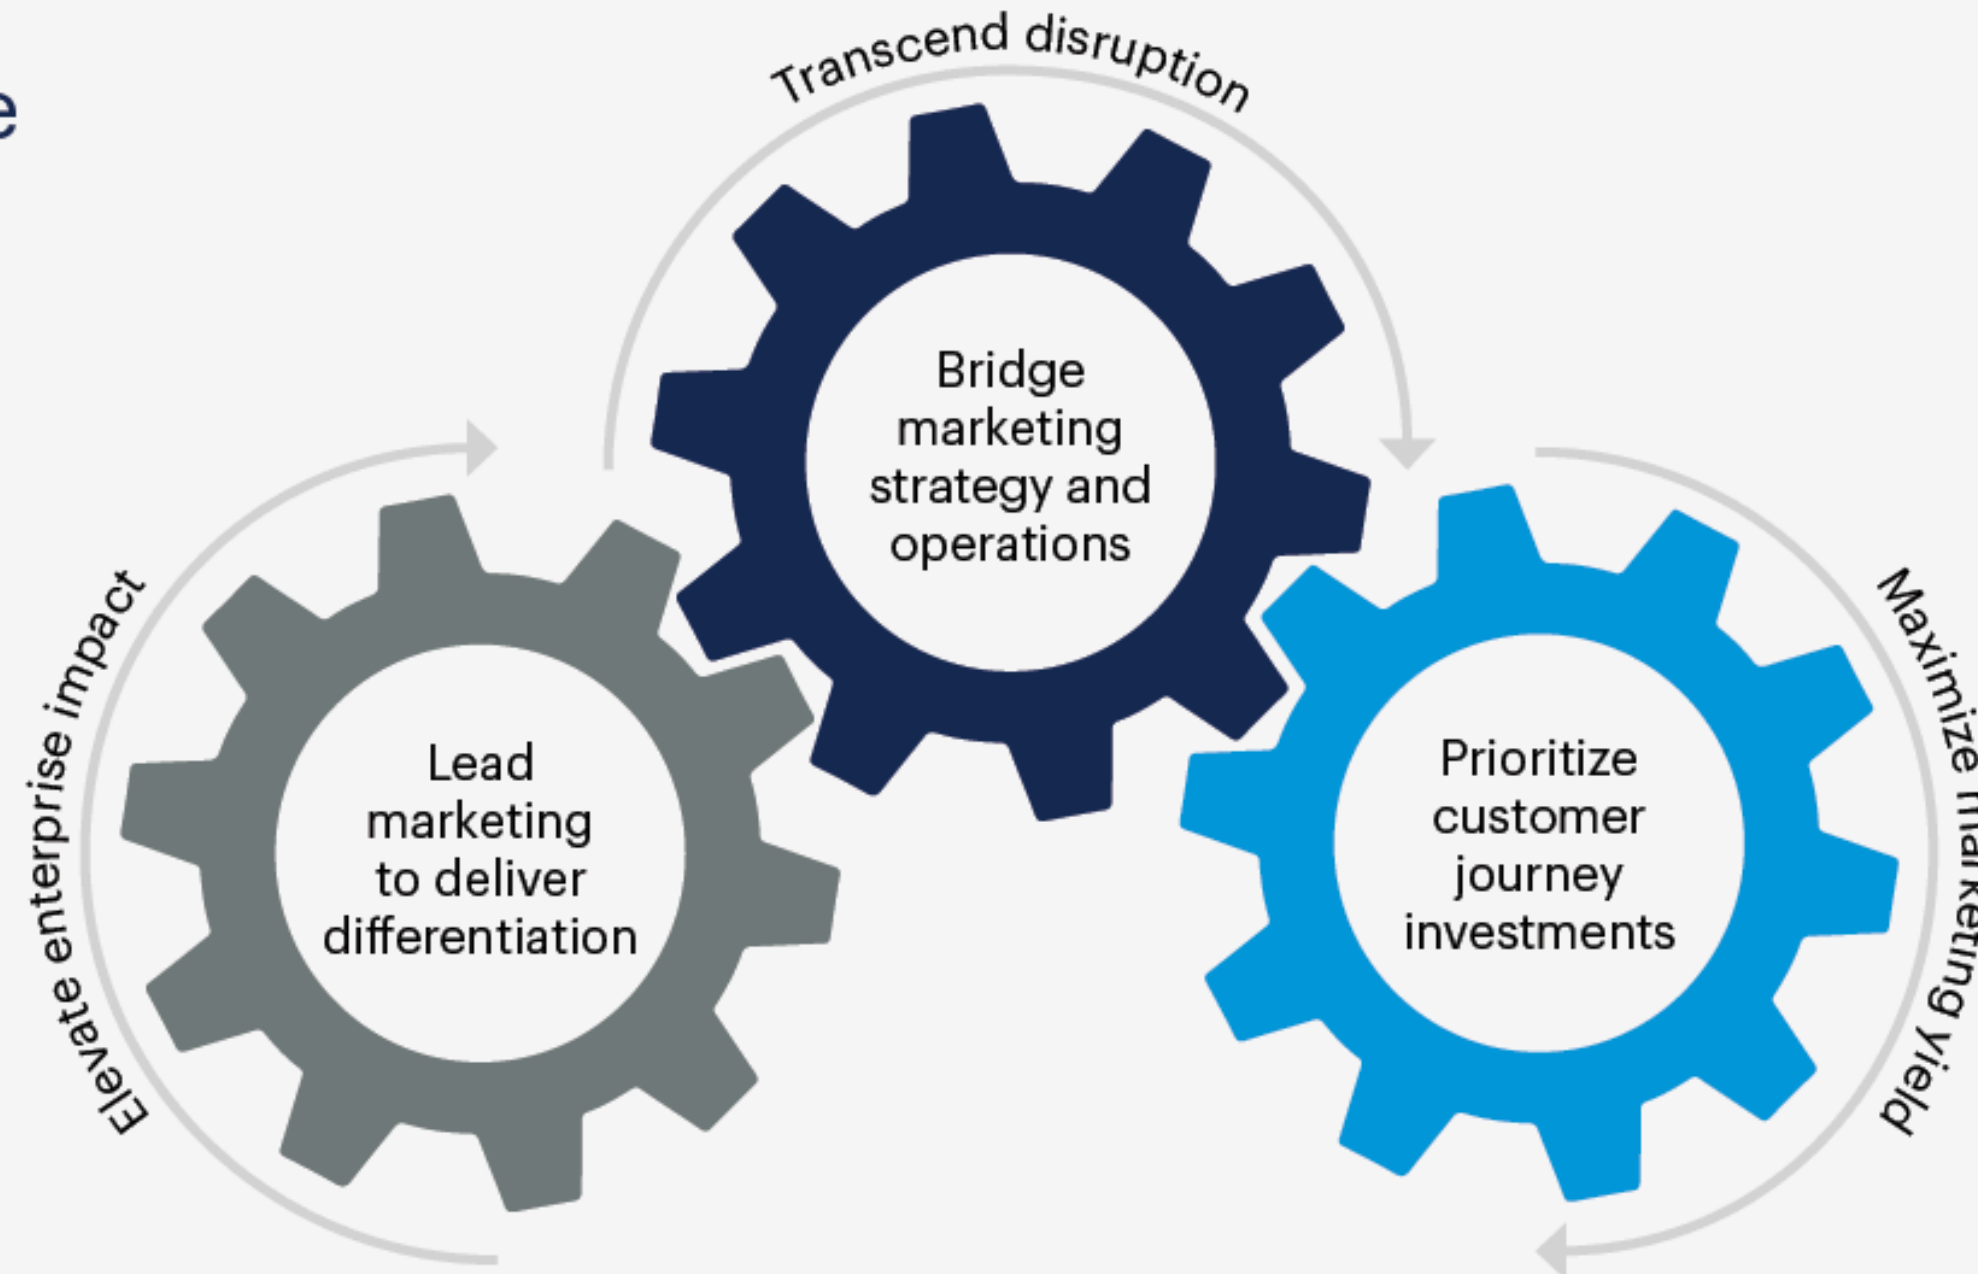 e
Transcend disruption
Bridge
marketing
strategy and
operations
Elevate enterprise impact
Lead
marketing
to deliver
differentiation
Prioritize
customer
journey
investments
Maximize marketing yield